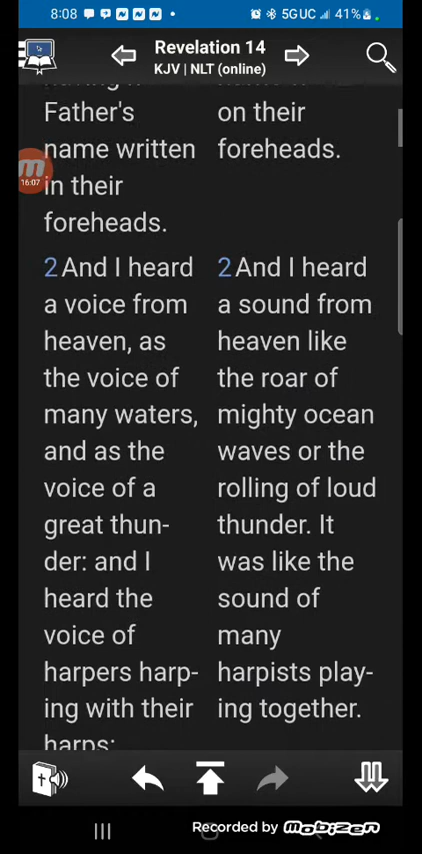 8:08
5GUC 41%
Revelation 14
KJV | NLT (online)
Father's
name written
in their
foreheads.
2 And I heard
a voice from
heaven, as
the voice of
many waters,
and as the
voice of a
great thun-
der: and I
heard the
voice of
harpers harp-
ing with their
harps:
on their
foreheads.
2 And I heard
a sound from
heaven like
the roar of
mighty ocean
waves or the
rolling of loud
thunder. It
was like the
sound of
many
harpists play-
ing together.
16:07
Recorded by mobizen